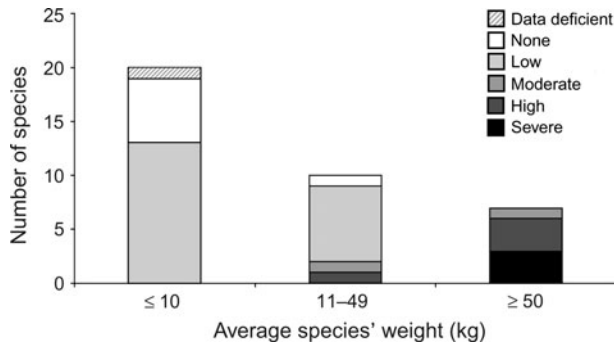 25
20
15
10
5
0
Number of species
Data deficient
None
Low
Moderate
High
Severe
≤ 10
11–49
≥ 50
Average species' weight (kg)